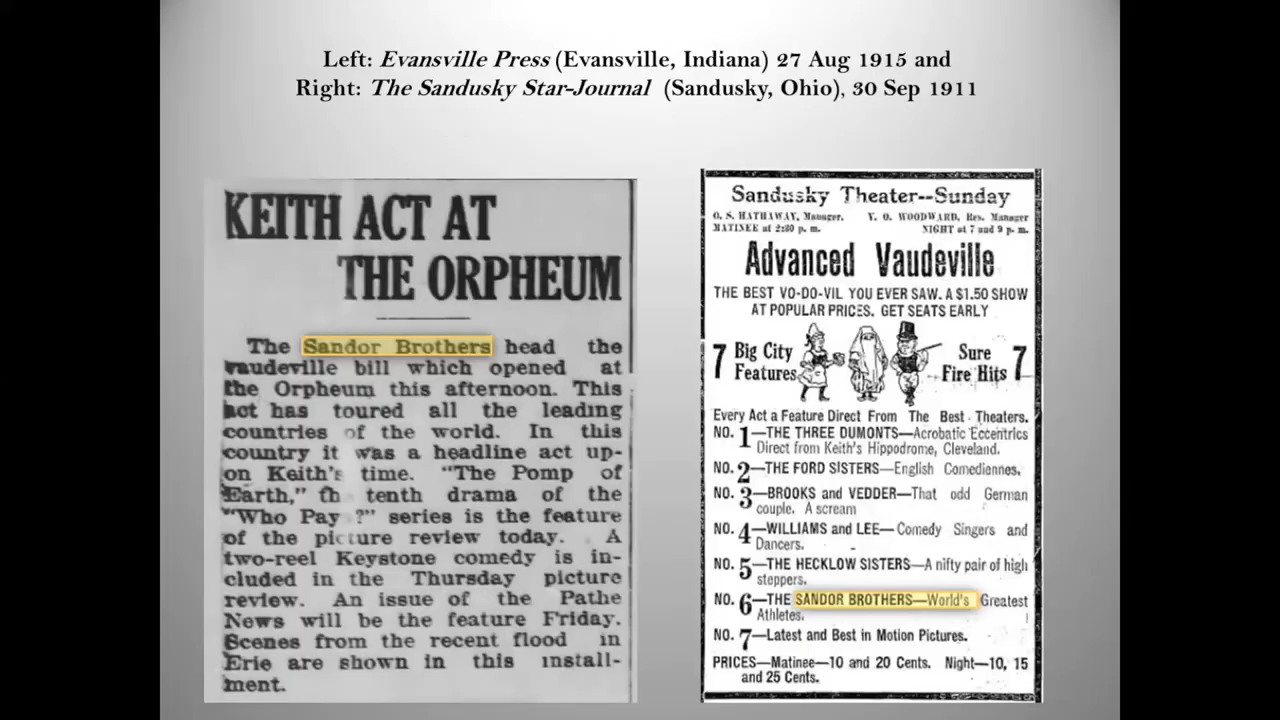 Left: Evansville Press (Evansville, Indiana) 27 Aug 1915 and
Right: The Sandusky Star-Journal (Sandusky, Ohio), 30 Sep 1911
KEITH ACT AT
THE ORPHEUM
The Sandor Brothers head the
vaudeville bill which opened at
the Orpheum this afternoon. This
act has toured all the leading
countries of the world. In this
country it was a headline act up-
on Keith's time. "The Pomp of
Earth," th tenth drama of the
"Who Pay ?" series is the feature
of the picture review today. A
two-reel Keystone comedy is in-
cluded in the Thursday picture
review. An issue of the Pathe
News will be the feature Friday.
Scenes from the recent flood in
Erie are shown in this install-
ment.
Sandusky Theater--Sunday
O. S. HATHAWAY, Manager. V. O. WOODWARD, Res. Manager
MATINEE at 2:30 p. m. NIGHT at 7 and 9 p. m.
Advanced Vaudeville
THE BEST VO-DO-VIL YOU EVER SAW. A $1.50 SHOW
AT POPULAR PRICES. GET SEATS EARLY
7 Big City Features
Sure Fire Hits 7
Every Act a Feature Direct From The Best Theaters.
NO. 1—THE THREE DUMONTS—Acrobatic Eccentrics
Direct from Keith's Hippodrome, Cleveland.
NO. 2—THE FORD SISTERS—English Comediennes.
NO. 3—BROOKS and VEDDER—That odd German
couple. A scream
NO. 4—WILLIAMS and LEE—Comedy Singers and
Dancers.
NO. 5—THE HECKLOW SISTERS—A nifty pair of high
steppers.
NO. 6—THE SANDOR BROTHERS—World's Greatest
Athletes.
NO. 7—Latest and Best in Motion Pictures.
PRICES—Matinee—10 and 20 Cents. Night—10, 15
and 25 Cents.